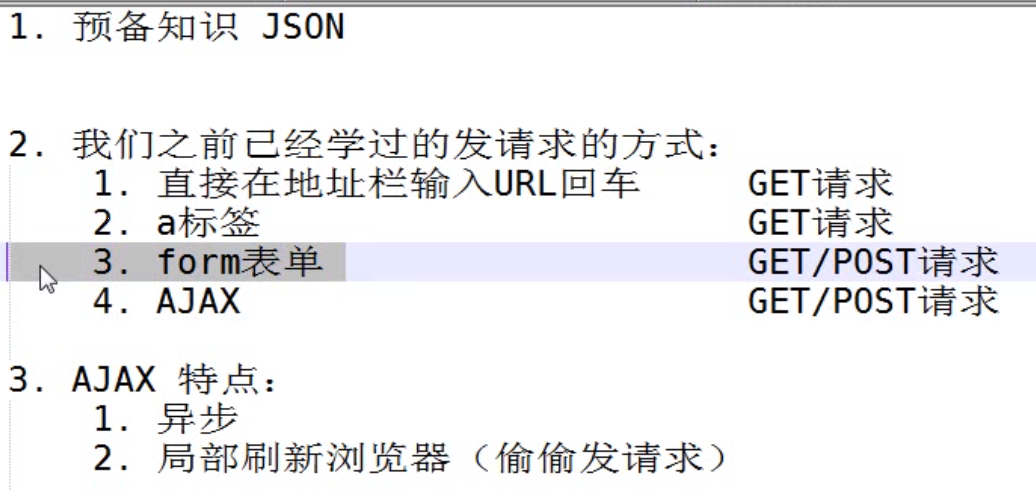 1. 预备知识 JSON
2. 我们之前已经学过的发请求的方式:
1. 直接在地址栏输入URL回车 GET请求
2. a标签 GET请求
3. form表单 GET/POST请求
4. AJAX GET/POST请求
3. AJAX 特点:
1. 异步
2. 局部刷新浏览器（偷偷发请求）